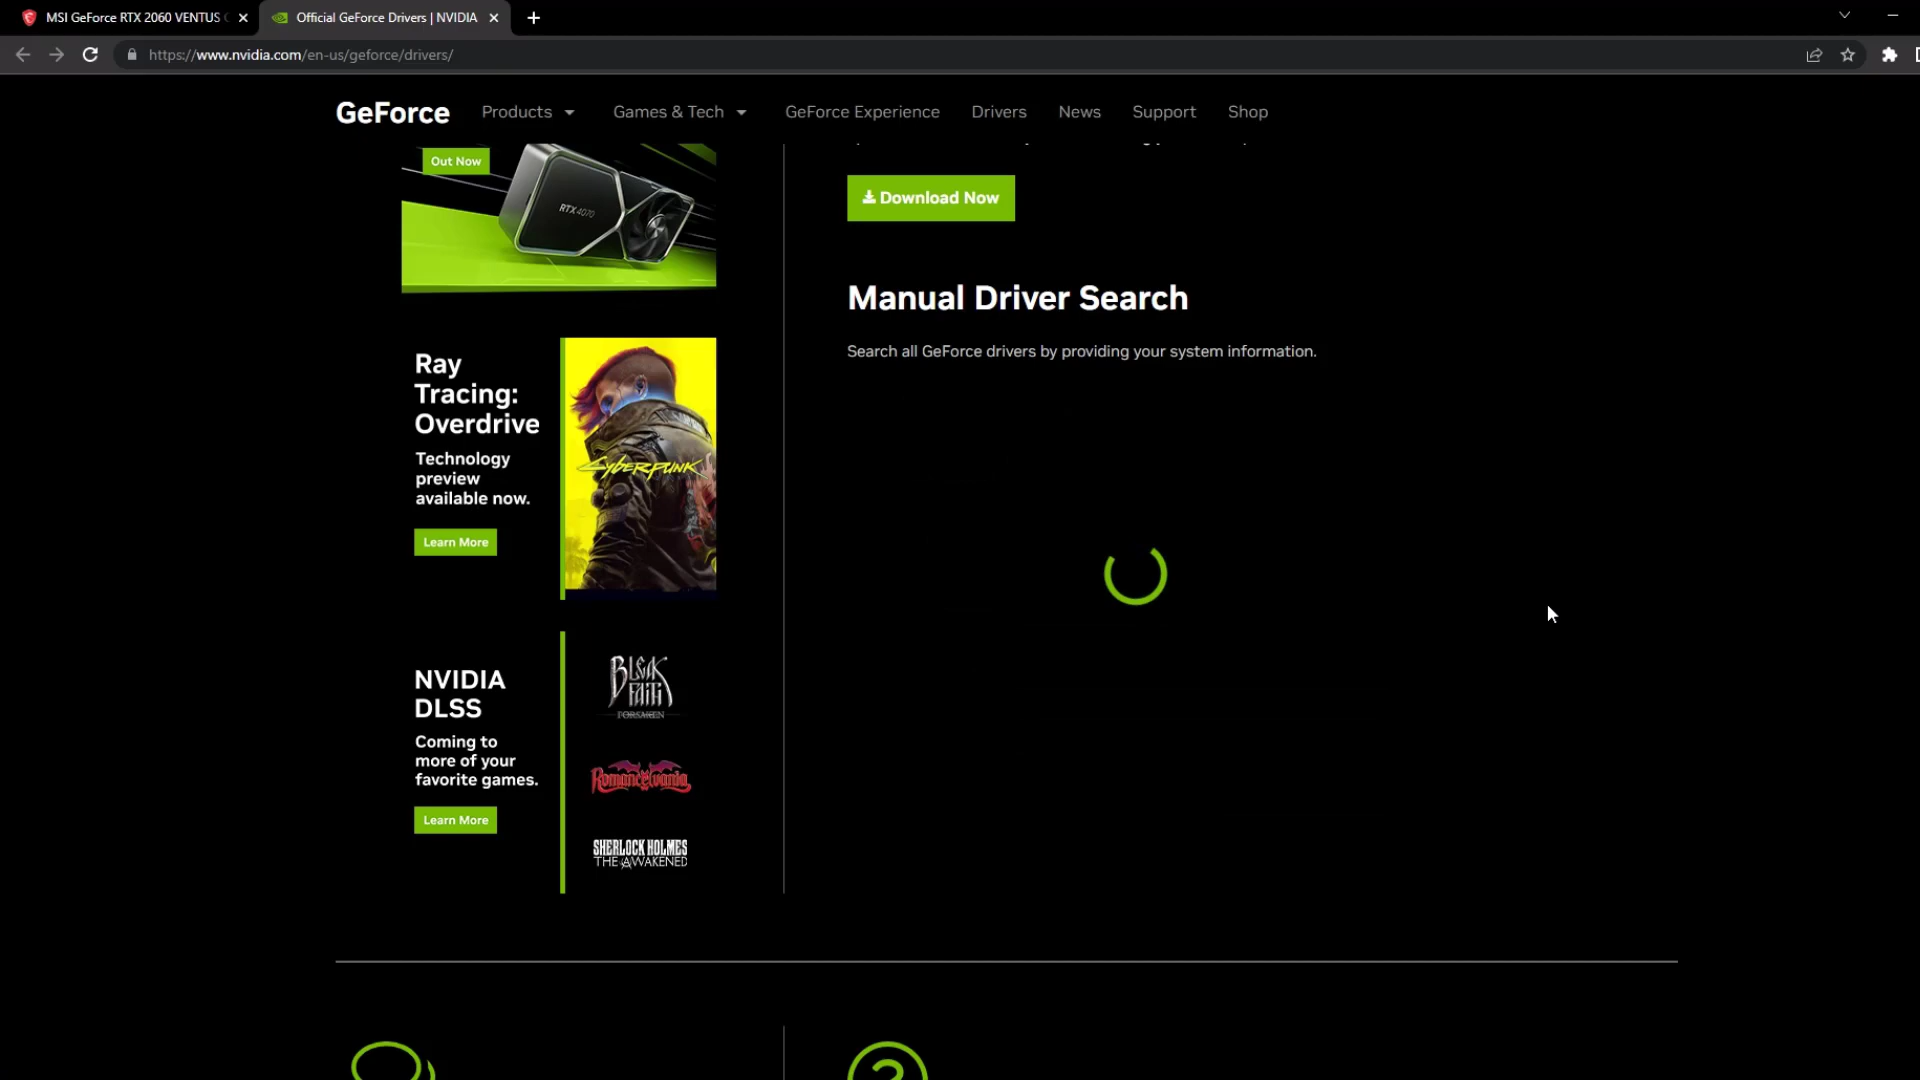 MSI GeForce RTX 2060 VENTUS
Official GeForce Drivers | NVIDIA
https://www.nvidia.com/en-us/geforce/drivers/
GeForce
Products
Games & Tech
GeForce Experience
Drivers
News
Support
Shop
Out Now
RTX 4070
Download Now
Manual Driver Search
Search all GeForce drivers by providing your system information.
Ray
Tracing:
Overdrive
Technology
preview
available now.
Learn More
Cyberpunk
NVIDIA
DLSS
Coming to
more of your
favorite games.
Learn More
BLEAK
FAITH
FORSAKEN
Romancelvania
SHERLOCK HOLMES
THE AWAKENED